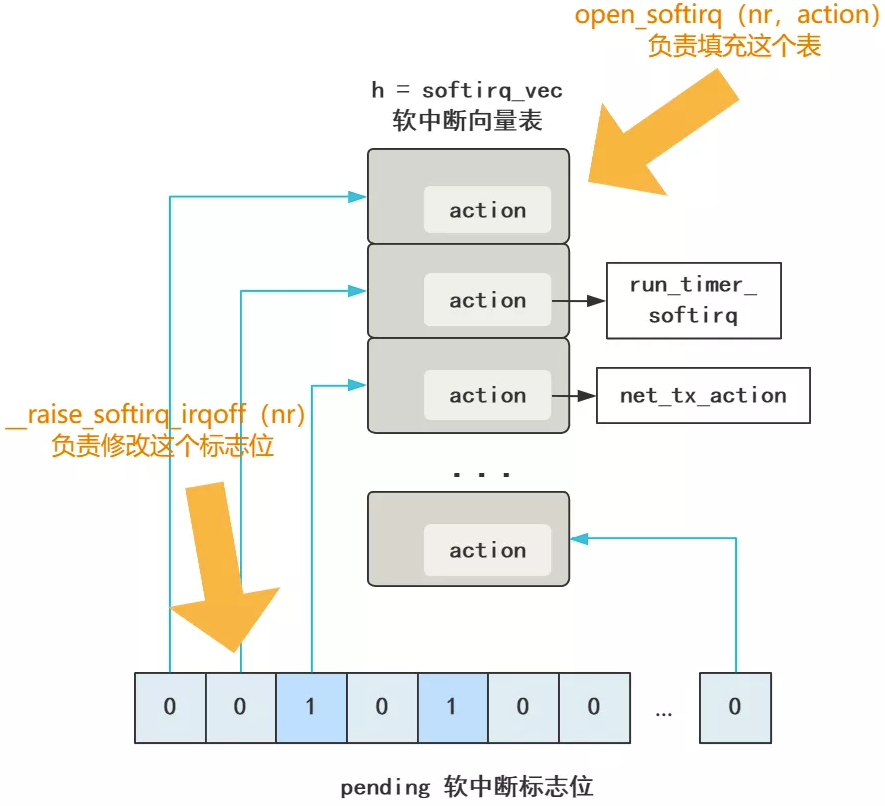 open_softirq（nr，action）
负责填充这个表
h = softirq_vec
软中断向量表
action
action
run_timer_
softirq
action
net_tx_action
__raise_softirq_irqoff（nr）
负责修改这个标志位
...
action
0 0 1 0 1 0 0 ... 0
pending 软中断标志位